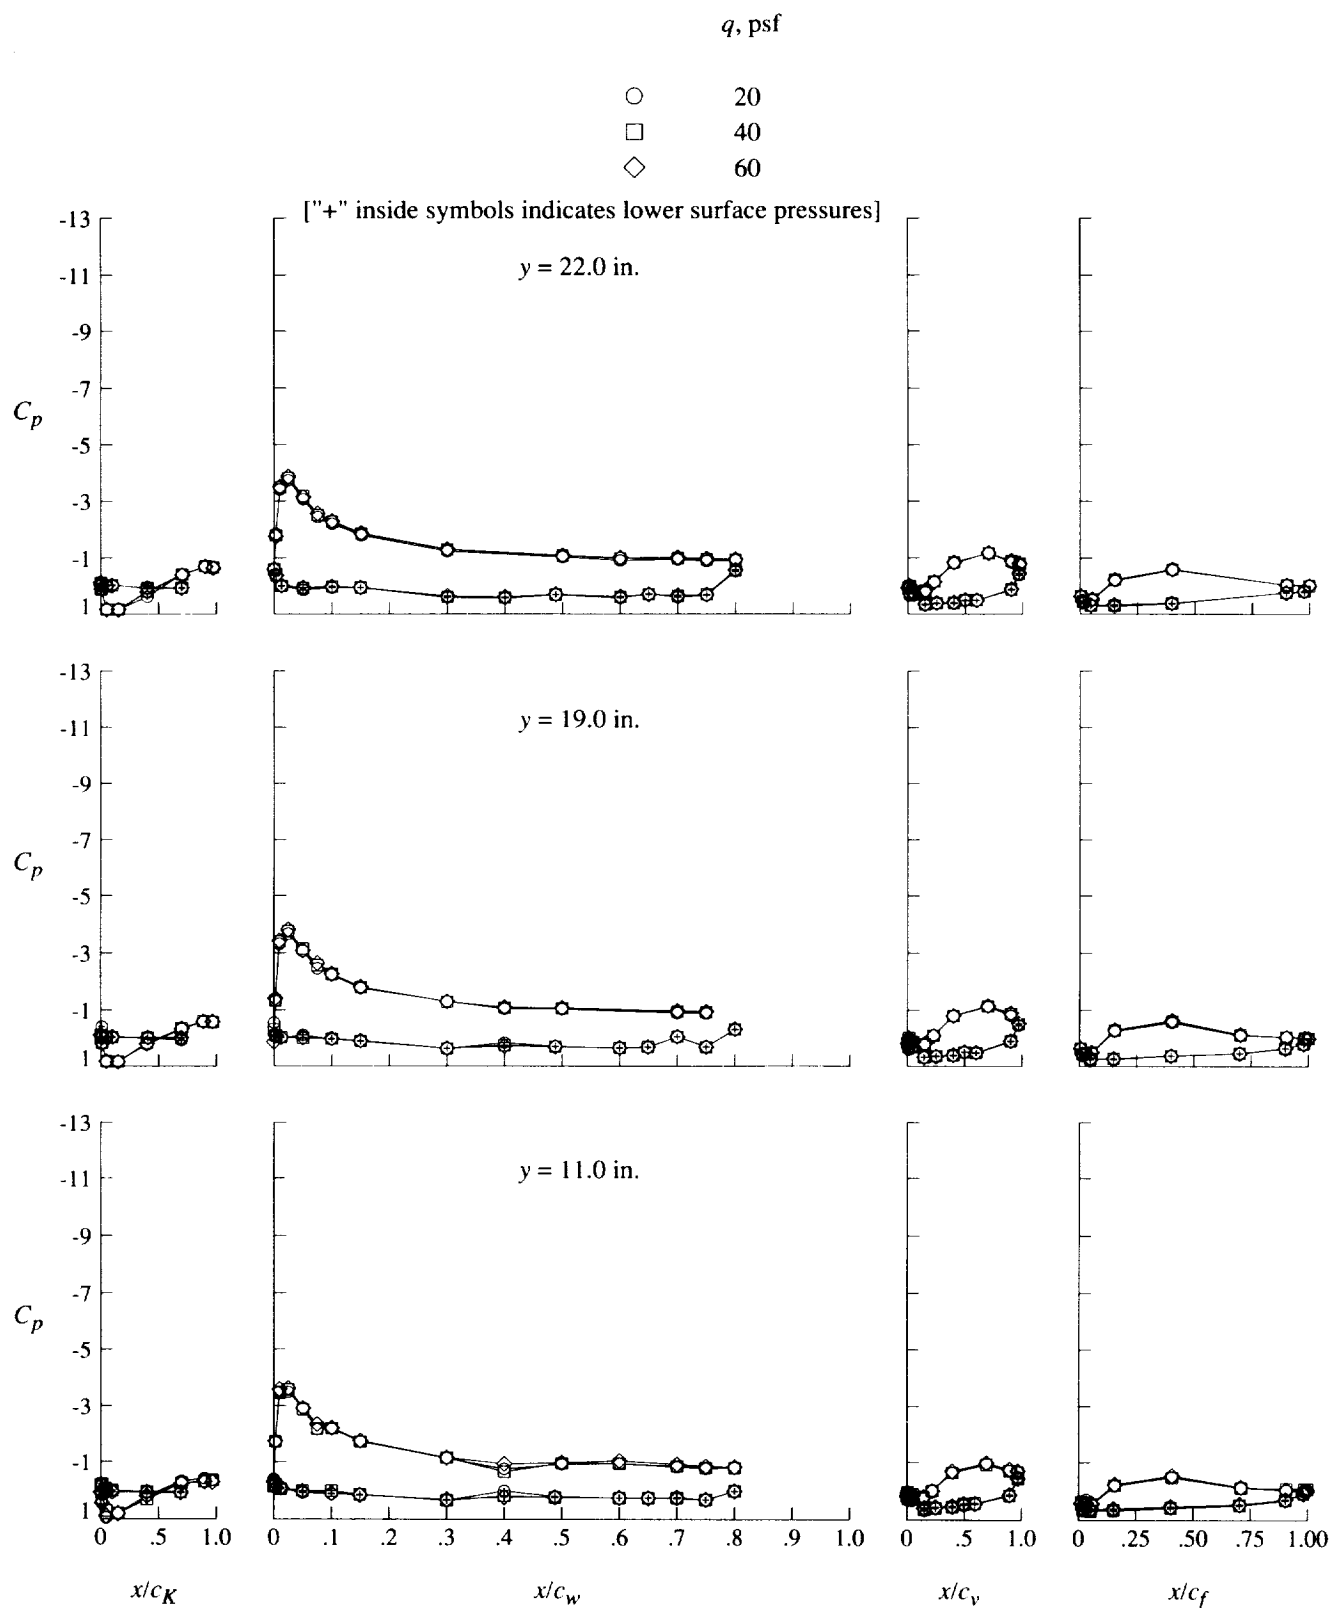 q, psf
20
40
60
["+" inside symbols indicates lower surface pressures]
-13
-11
-9
-7
-5
-3
-1
1
C_p
y = 22.0 in.
-13
-11
-9
-7
-5
-3
-1
1
C_p
y = 19.0 in.
-13
-11
-9
-7
-5
-3
-1
1
C_p
y = 11.0 in.
0 .5 1.0 0 .1 .2 .3 .4 .5 .6 .7 .8 .9 1.0 0 .5 1.0 0 .25 .50 .75 1.00
x/c_K x/c_w x/c_v x/c_f